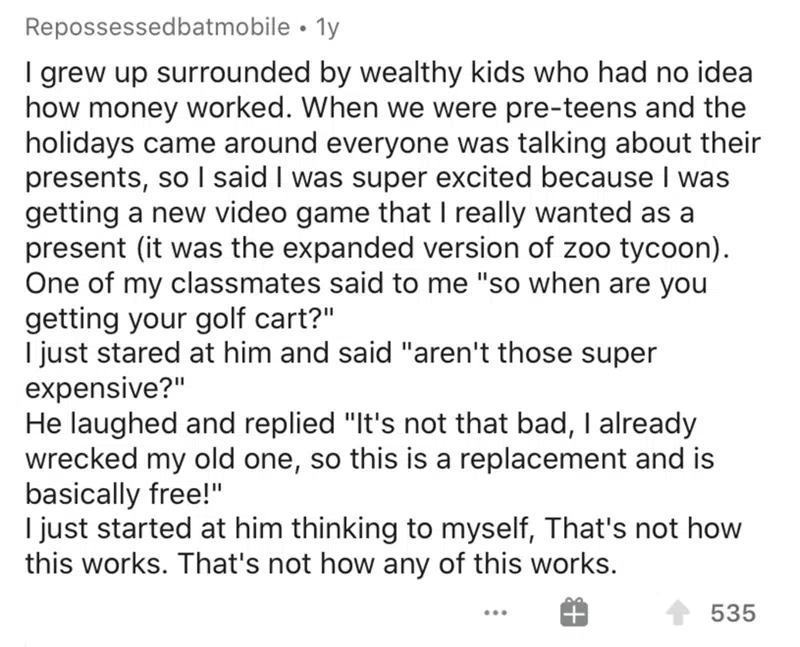 Repossessedbatmobile • 1y
I grew up surrounded by wealthy kids who had no idea
how money worked. When we were pre-teens and the
holidays came around everyone was talking about their
presents, so I said I was super excited because I was
getting a new video game that I really wanted as a
present (it was the expanded version of zoo tycoon).
One of my classmates said to me "so when are you
getting your golf cart?"
I just stared at him and said "aren't those super
expensive?"
He laughed and replied "It's not that bad, I already
wrecked my old one, so this is a replacement and is
basically free!"
I just started at him thinking to myself, That's not how
this works. That's not how any of this works.
... 535